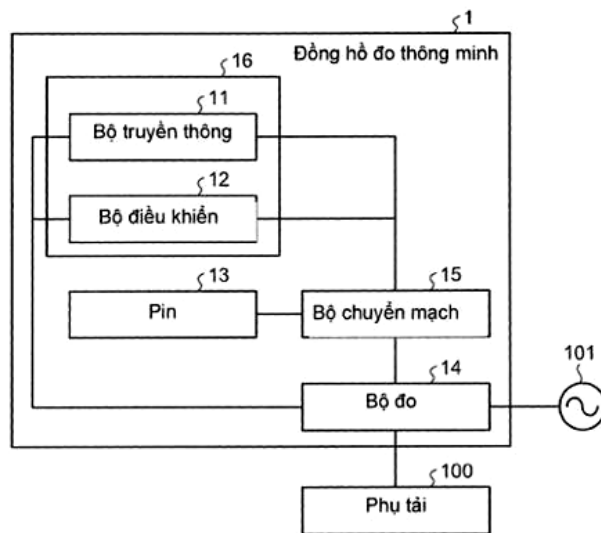 1
Đồng hồ đo thông minh
16
11
Bộ truyền thông
12
Bộ điều khiển
13
Pin
15
Bộ chuyển mạch
14
Bộ đo
101
100
Phụ tải